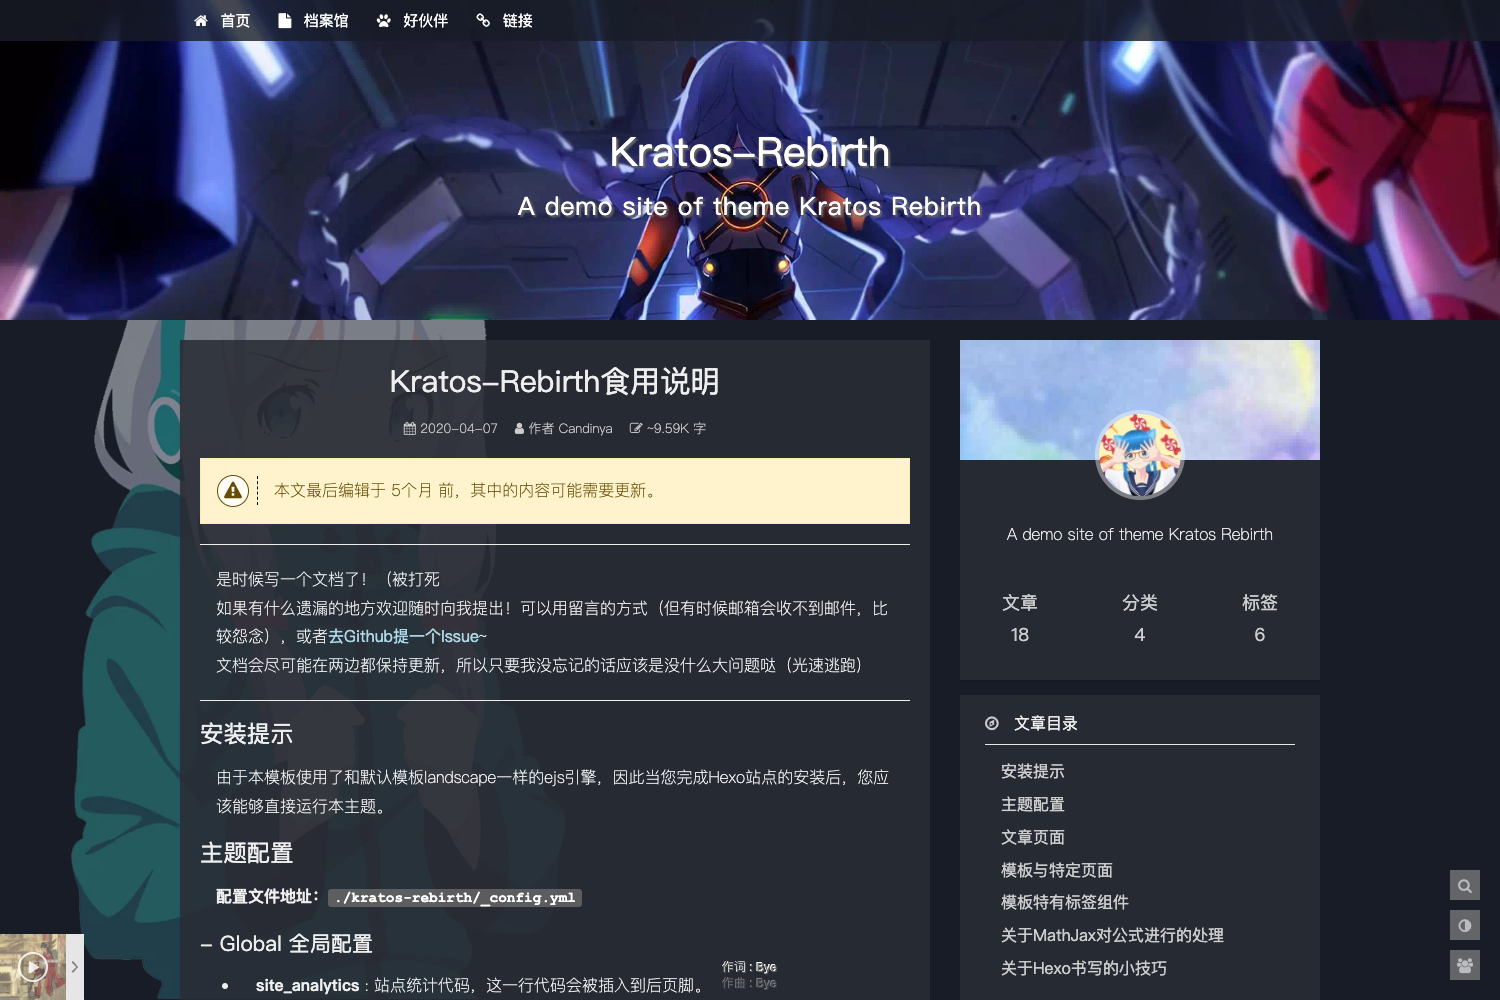 首页 档案馆 好伙伴 链接
Kratos-Rebirth
A demo site of theme Kratos Rebirth
Kratos-Rebirth食用说明
2020-04-07 作者 Candinya ~9.59K 字
本文最后编辑于 5个月 前，其中的内容可能需要更新。
是时候写一个文档了！（被打死
如果有什么遗漏的地方欢迎随时向我提出！可以用留言的方式（但有时候邮箱会收不到邮件，比
较怨念），或者去Github提一个Issue~
文档会尽可能在两边都保持更新，所以只要我没忘记的话应该是没什么大问题哒（光速逃跑）
安装提示
由于本模板使用了和默认模板landscape一样的ejs引擎，因此当您完成Hexo站点的安装后，您应
该能够直接运行本主题。
主题配置
配置文件地址： ./kratos-rebirth/_config.yml
- Global 全局配置
• site_analytics : 站点统计代码，这一行代码会被插入到后页脚。
作词 : Bye
作曲 : Bye
A demo site of theme Kratos Rebirth
文章 分类 标签
18 4 6
文章目录
安装提示
主题配置
文章页面
模板与特定页面
模板特有标签组件
关于MathJax对公式进行的处理
关于Hexo书写的小技巧